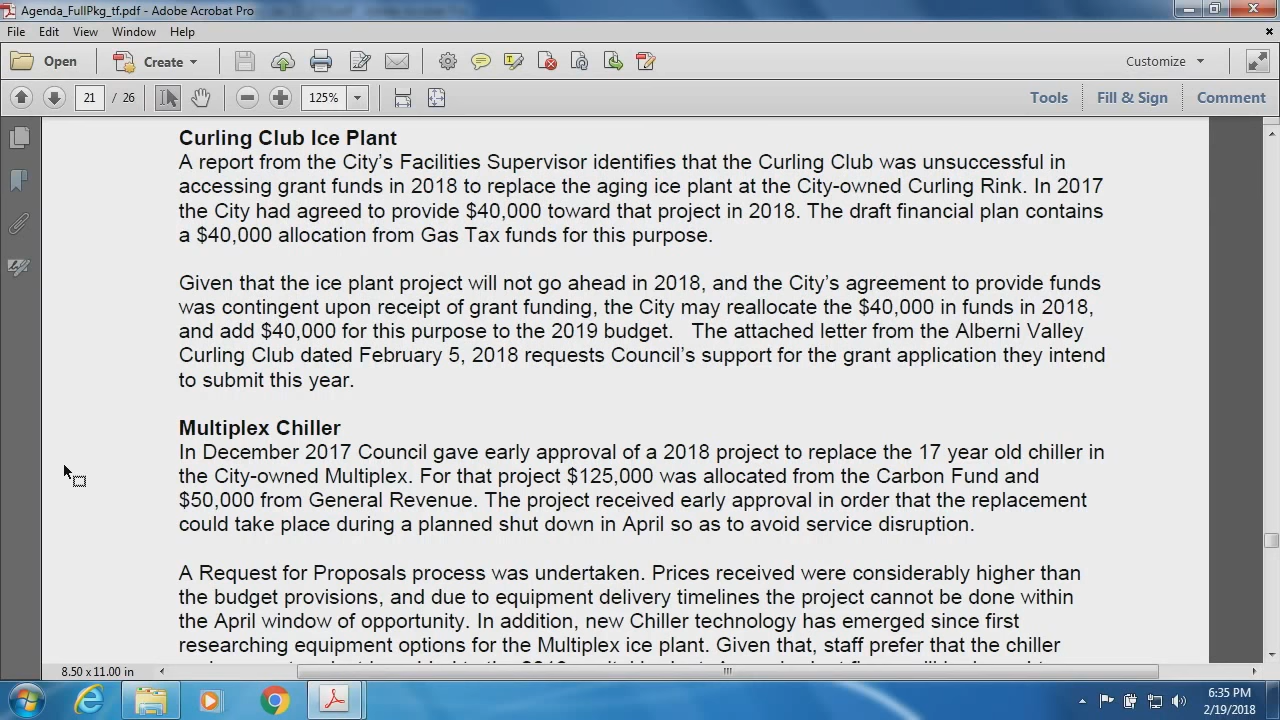 Agenda_FullPkg_tf.pdf - Adobe Acrobat Pro
File Edit View Window Help
Open Create Customize
21 / 26 125% Tools Fill & Sign Comment
Curling Club Ice Plant
A report from the City's Facilities Supervisor identifies that the Curling Club was unsuccessful in
accessing grant funds in 2018 to replace the aging ice plant at the City-owned Curling Rink. In 2017
the City had agreed to provide $40,000 toward that project in 2018. The draft financial plan contains
a $40,000 allocation from Gas Tax funds for this purpose.
Given that the ice plant project will not go ahead in 2018, and the City's agreement to provide funds
was contingent upon receipt of grant funding, the City may reallocate the $40,000 in funds in 2018,
and add $40,000 for this purpose to the 2019 budget. The attached letter from the Alberni Valley
Curling Club dated February 5, 2018 requests Council's support for the grant application they intend
to submit this year.
Multiplex Chiller
In December 2017 Council gave early approval of a 2018 project to replace the 17 year old chiller in
the City-owned Multiplex. For that project $125,000 was allocated from the Carbon Fund and
$50,000 from General Revenue. The project received early approval in order that the replacement
could take place during a planned shut down in April so as to avoid service disruption.
A Request for Proposals process was undertaken. Prices received were considerably higher than
the budget provisions, and due to equipment delivery timelines the project cannot be done within
the April window of opportunity. In addition, new Chiller technology has emerged since first
researching equipment options for the Multiplex ice plant. Given that, staff prefer that the chiller
8.50 x 11.00 in
6:35 PM
2/19/2018